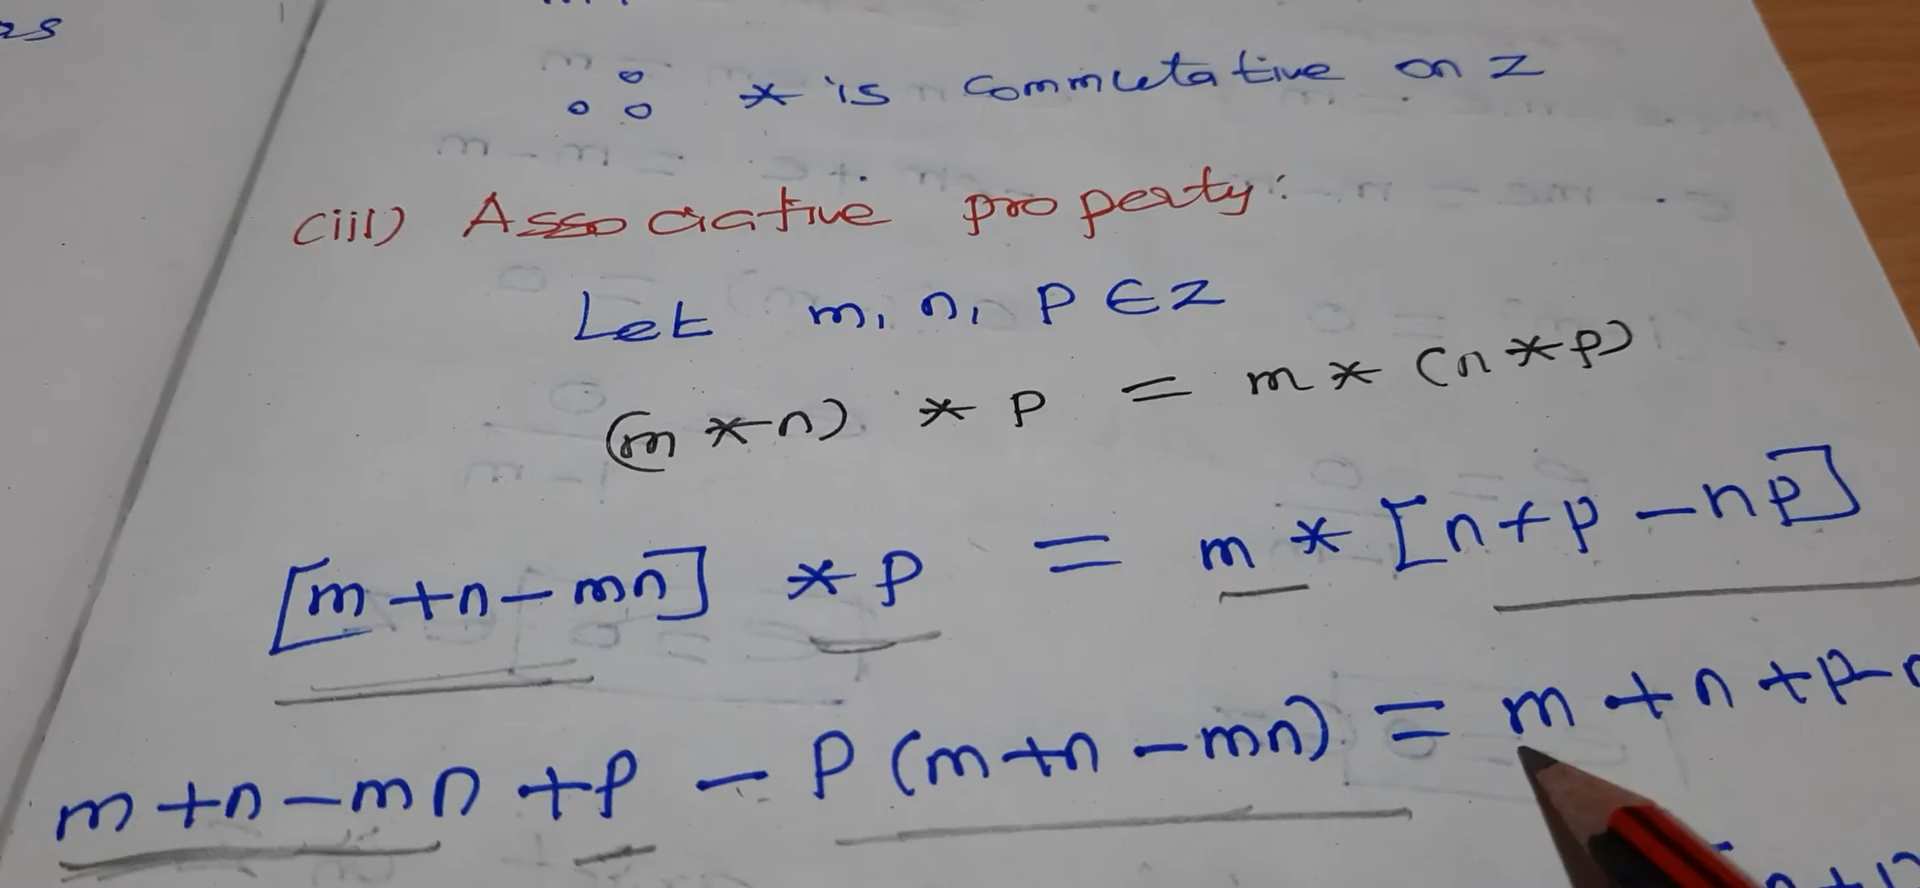 ∴ * is commutative on Z
(iii) Associative property:
Let m, n, P ∈ Z
(m * n) * P = m * (n * P)
[m + n - mn] * P = m * [n + P - nP]
m + n - mn + P - P (m + n - mn) = m + n + P -